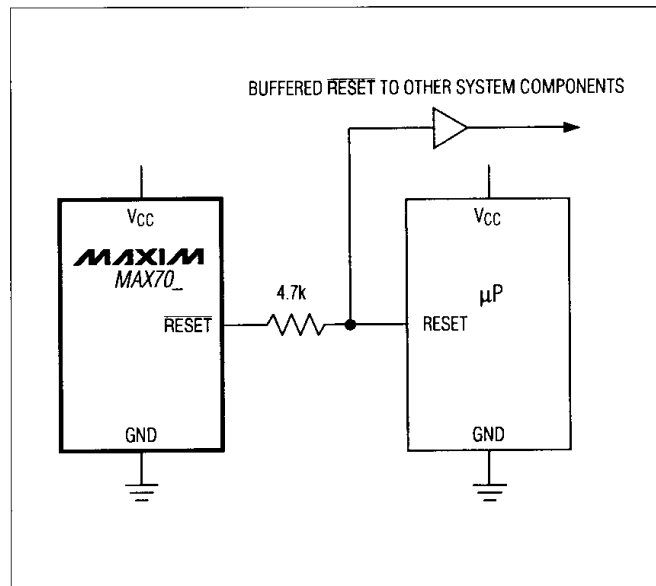 BUFFERED RESET TO OTHER SYSTEM COMPONENTS
VCC
MAXIM
MAX70_
RESET
GND
4.7k
VCC
μP
RESET
GND